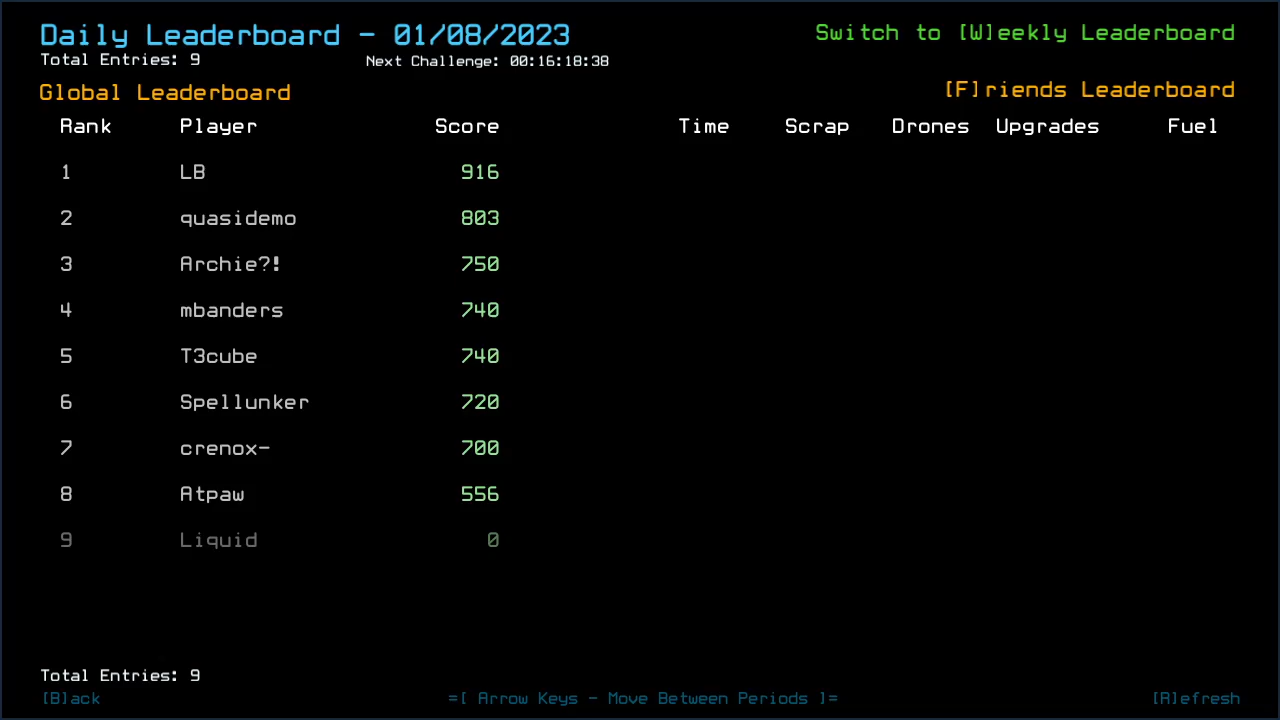 Daily Leaderboard - 01/08/2023 Switch to [W]eekly Leaderboard
Total Entries: 9 Next Challenge: 00:16:18:38
Global Leaderboard [F]riends Leaderboard
Rank Player Score Time Scrap Drones Upgrades Fuel
1 LB 916
2 quasidemo 803
3 Archie?! 750
4 mbanders 740
5 T3cube 740
6 Spellunker 720
7 crenox- 700
8 Atpaw 556
9 Liquid 0
Total Entries: 9
[B]ack =[ Arrow Keys - Move Between Periods ]= [R]efresh